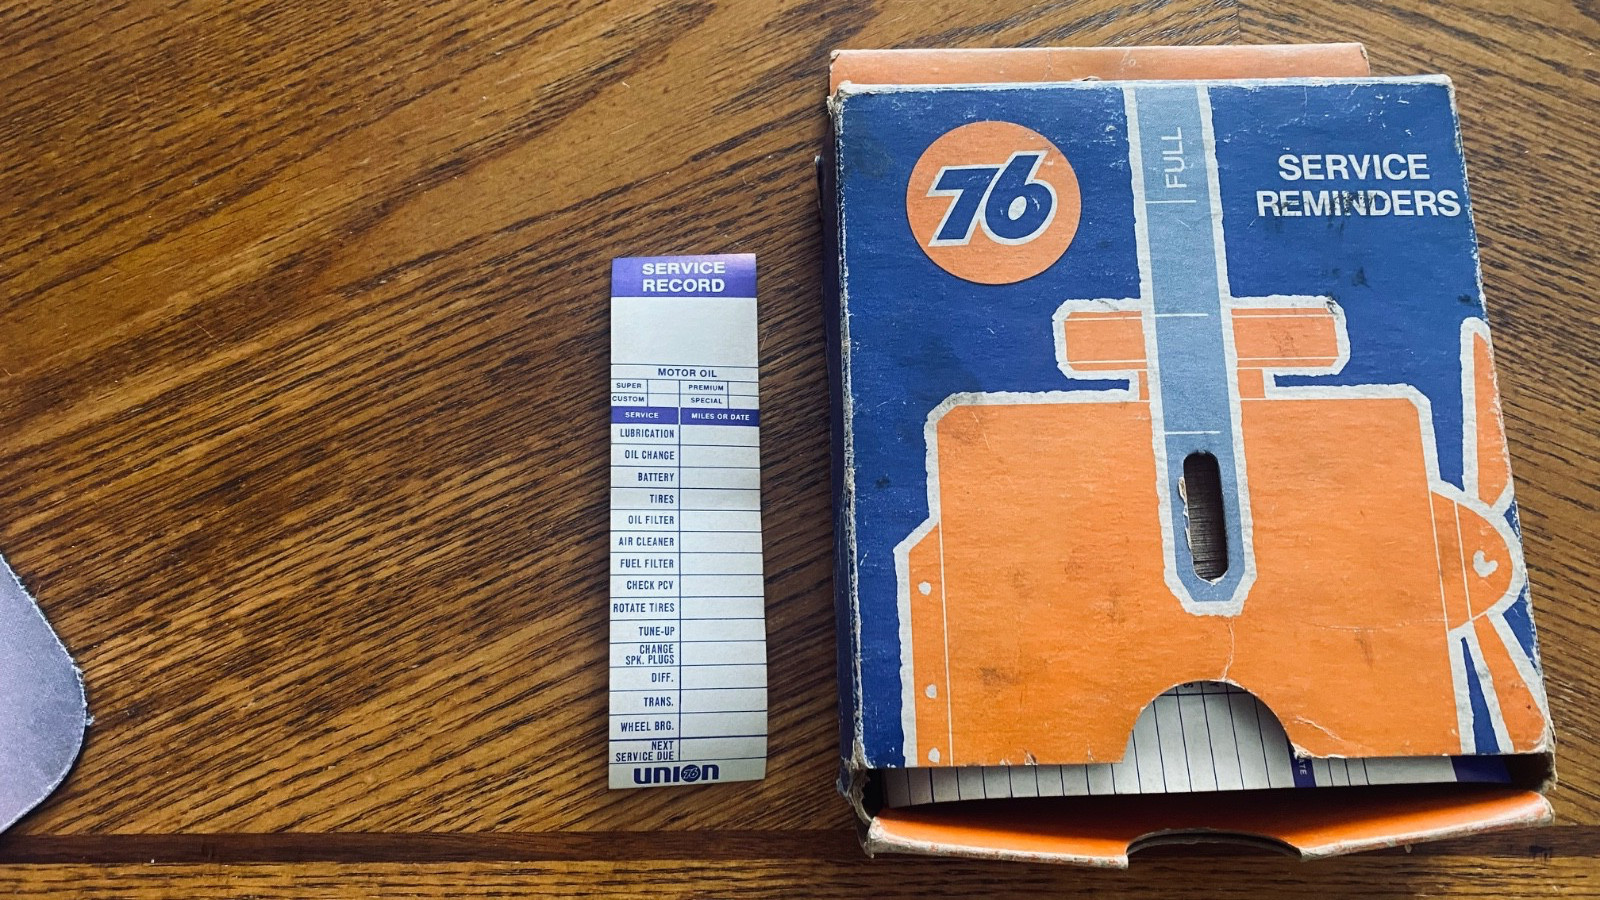 SERVICE
RECORD
MOTOR OIL
SUPER PREMIUM
CUSTOM SPECIAL
SERVICE MILES OR DATE
LUBRICATION
OIL CHANGE
BATTERY
TIRES
OIL FILTER
AIR CLEANER
FUEL FILTER
CHECK PCV
ROTATE TIRES
TUNE-UP
CHANGE
SPK. PLUGS
DIFF.
TRANS.
WHEEL BRG.
NEXT
SERVICE DUE
UNION
76
76
FULL
SERVICE
REMINDERS